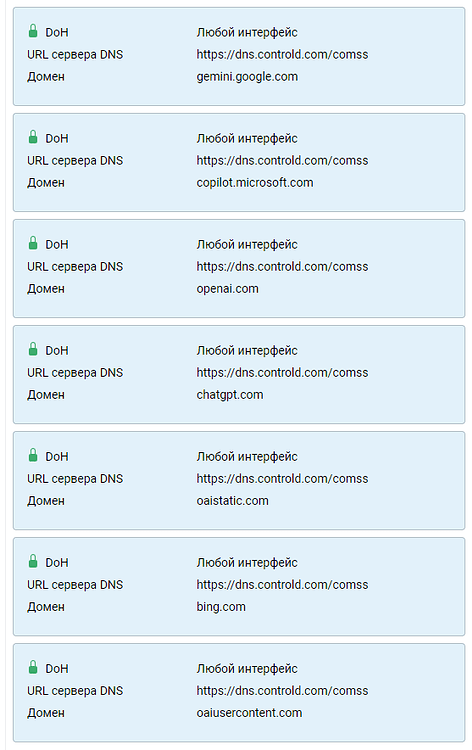 DoH Любой интерфейс
URL сервера DNS https://dns.controld.com/comss
Домен gemini.google.com
DoH Любой интерфейс
URL сервера DNS https://dns.controld.com/comss
Домен copilot.microsoft.com
DoH Любой интерфейс
URL сервера DNS https://dns.controld.com/comss
Домен openai.com
DoH Любой интерфейс
URL сервера DNS https://dns.controld.com/comss
Домен chatgpt.com
DoH Любой интерфейс
URL сервера DNS https://dns.controld.com/comss
Домен oaistatic.com
DoH Любой интерфейс
URL сервера DNS https://dns.controld.com/comss
Домен bing.com
DoH Любой интерфейс
URL сервера DNS https://dns.controld.com/comss
Домен oaiusercontent.com